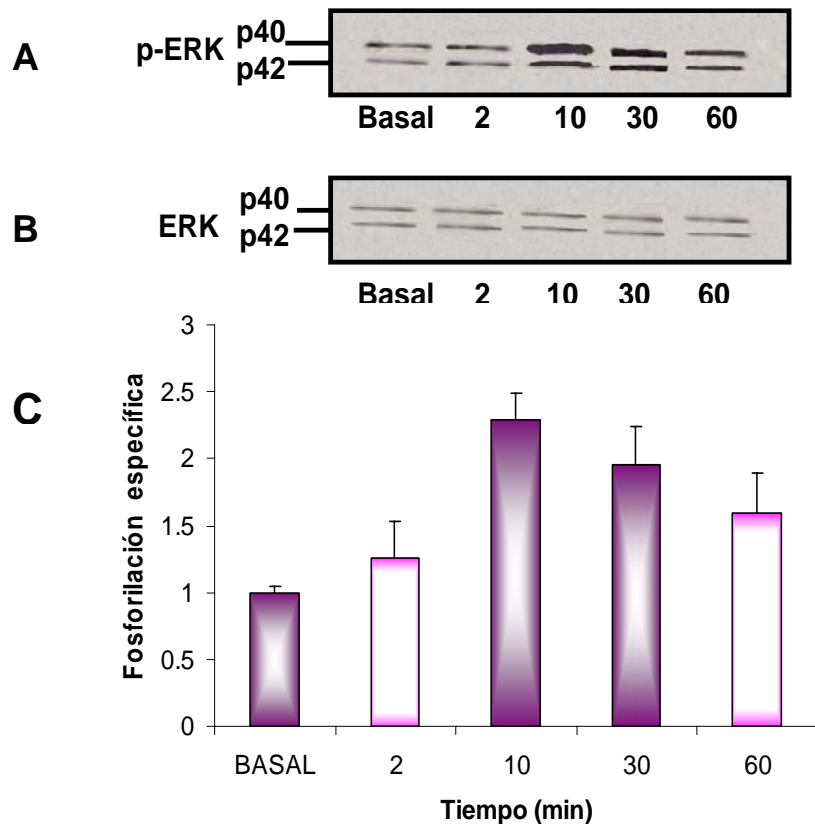 A
p-ERK
p40
p42
Basal 2 10 30 60
B
ERK
p40
p42
Basal 2 10 30 60
C
Fosforilación específica
3
2.5
2
1.5
1
0.5
0
BASAL 2 10 30 60
Tiempo (min)